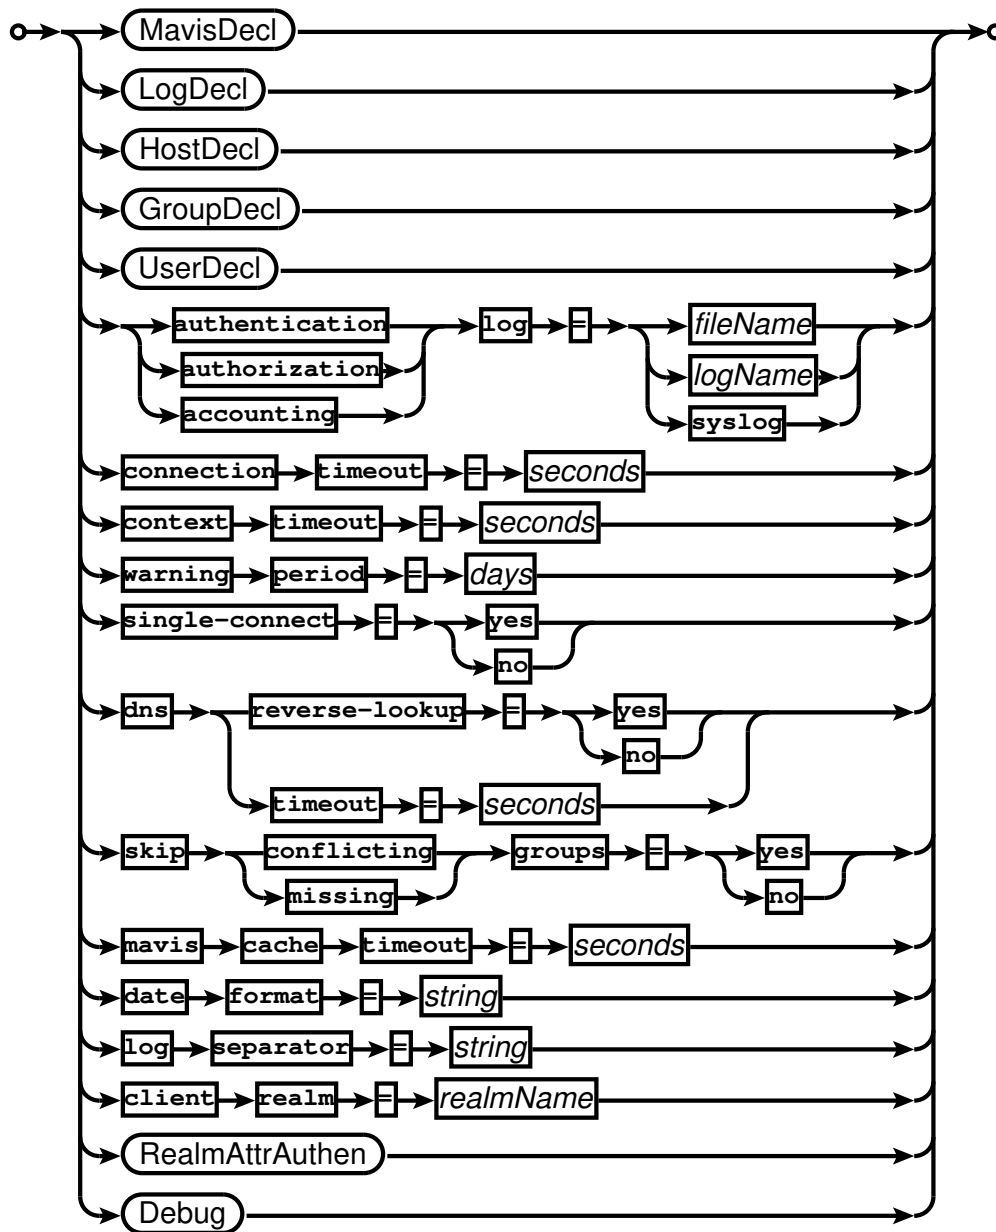 MavisDecl
LogDecl
HostDecl
GroupDecl
UserDecl
authentication log = fileName
authorization logName
accounting syslog
connection timeout = seconds
context timeout = seconds
warning period = days
single-connect = yes
no
dns reverse-lookup = yes
no
timeout = seconds
skip conflicting groups = yes
missing no
mavis cache timeout = seconds
date format = string
log separator = string
client realm = realmName
RealmAttrAuthen
Debug